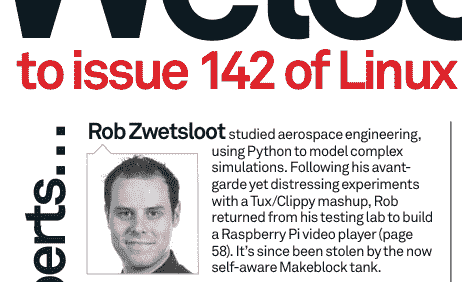 to issue 142 of Linux
Rob Zwetsloot studied aerospace engineering,
using Python to model complex
simulations. Following his avant-
garde yet distressing experiments
with a Tux/Clippy mashup, Rob
returned from his testing lab to build
a Raspberry Pi video player (page
58). It's since been stolen by the now
self-aware Makeblock tank.